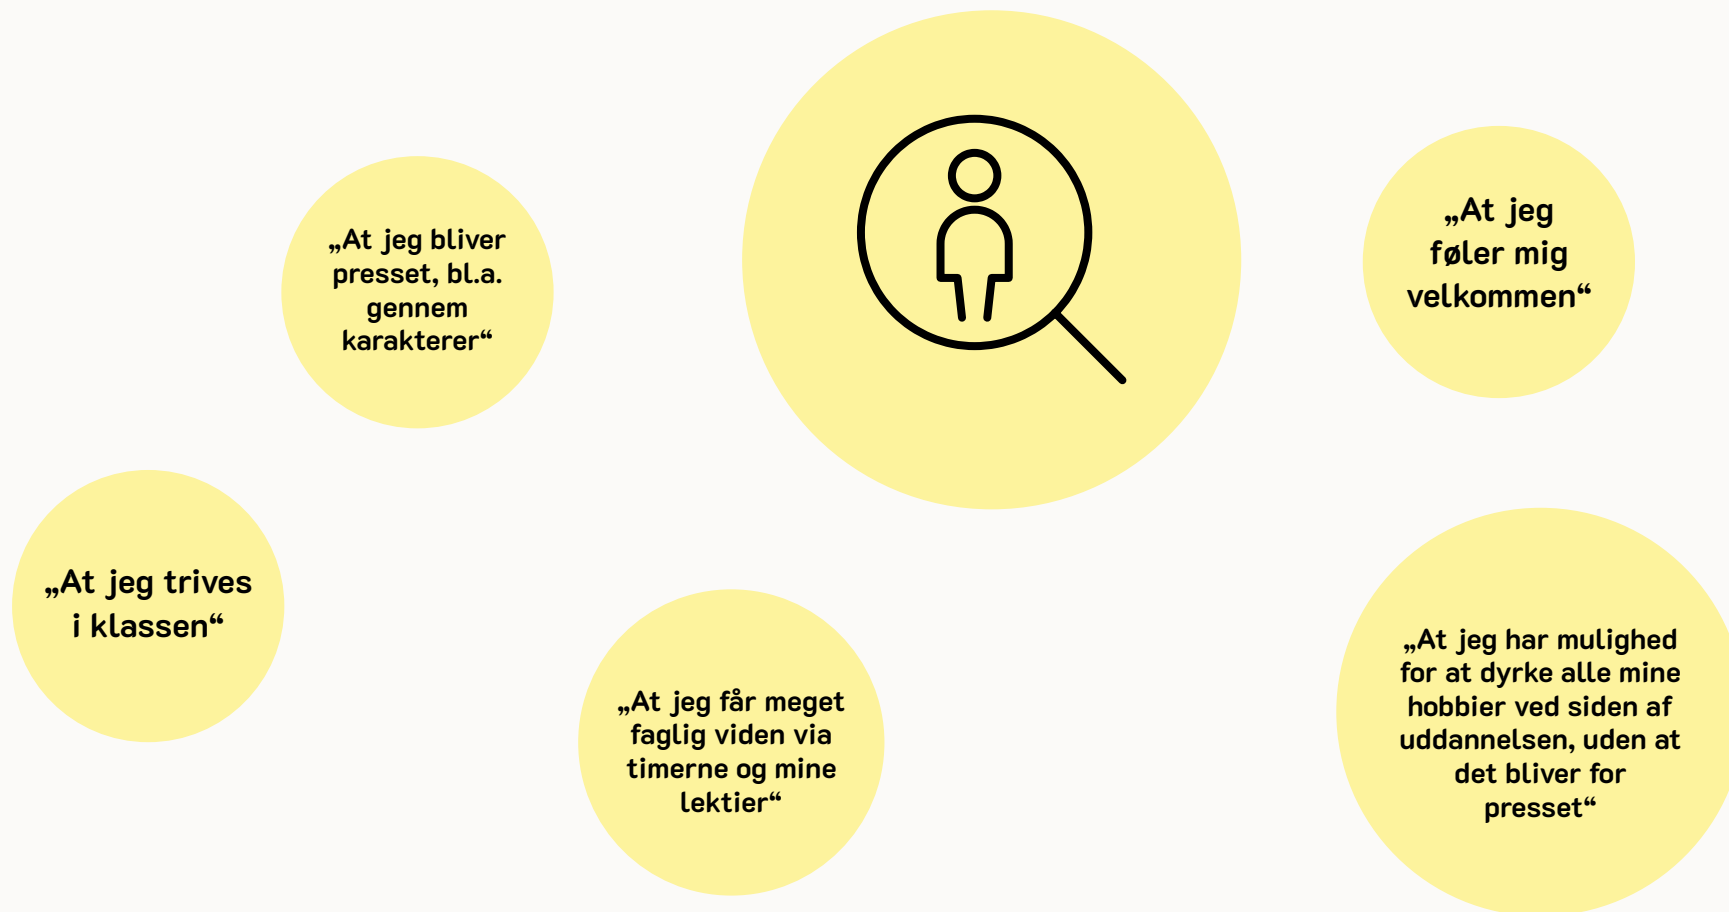 „At jeg bliver
presset, bl.a.
gennem
karakterer“
„At jeg
føler mig
velkommen“
„At jeg trives
i klassen“
„At jeg får meget
faglig viden via
timerne og mine
lektier“
„At jeg har mulighed
for at dyrke alle mine
hobbier ved siden af
uddannelsen, uden at
det bliver for
presset“